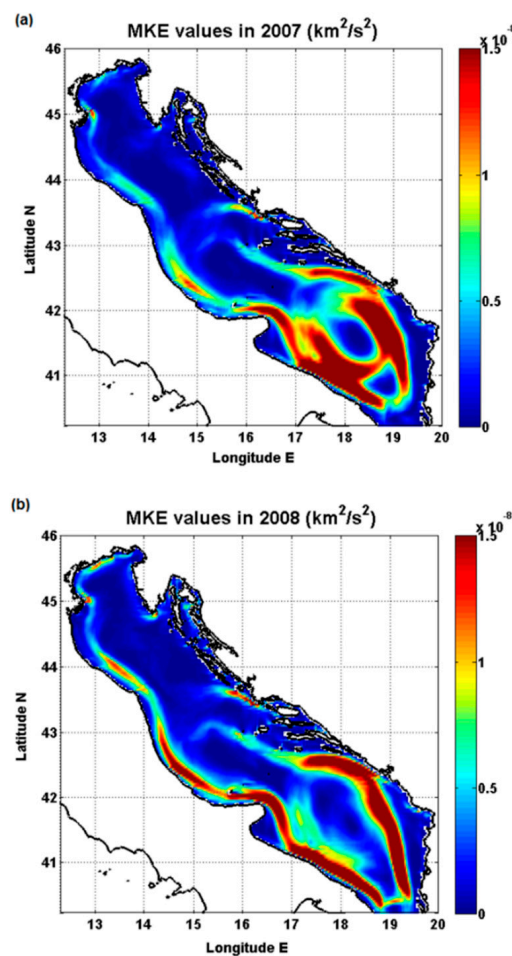 (a)
MKE values in 2007 (km²/s²)
x 10⁻⁸
46
45
44
43
42
41
Latitude N
13 14 15 16 17 18 19 20
Longitude E
1.5
1
0.5
0
(b)
MKE values in 2008 (km²/s²)
x 10⁻⁸
46
45
44
43
42
41
Latitude N
13 14 15 16 17 18 19 20
Longitude E
1.5
1
0.5
0